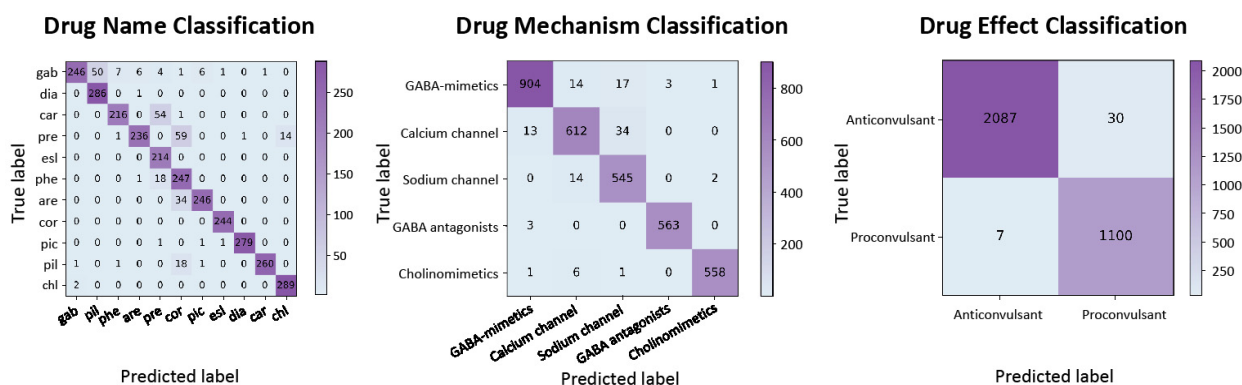 Drug Name Classification
True label
gab 246 50 7 6 4 1 6 1 0 1 0
dia 0 286 0 1 0 0 0 0 0 0 0
car 0 0 216 0 54 1 0 0 0 0 0
pre 0 0 1 236 0 59 0 0 1 0 14
esl 0 0 0 0 214 0 0 0 0 0 0
phe 0 0 0 1 18 247 0 0 0 0 0
are 0 0 0 0 0 34 246 0 0 0 0
cor 0 0 0 0 0 0 0 244 0 0 0
pic 0 0 0 0 1 0 1 1 279 0 0
pil 1 0 1 0 0 18 1 0 0 260 0
chl 2 0 0 0 0 0 0 0 0 0 289
gab pil phe are pre cor pic esl dia car chl
Predicted label
250
200
150
100
50
Drug Mechanism Classification
True label
GABA-mimetics 904 14 17 3 1
Calcium channel 13 612 34 0 0
Sodium channel 0 14 545 0 2
GABA antagonists 3 0 0 563 0
Cholinomimetics 1 6 1 0 558
GABA-mimetics Calcium channel Sodium channel GABA antagonists Cholinomimetics
Predicted label
800
600
400
200
Drug Effect Classification
True label
Anticonvulsant 2087 30
Proconvulsant 7 1100
Anticonvulsant Proconvulsant
Predicted label
2000
1750
1500
1250
1000
750
500
250